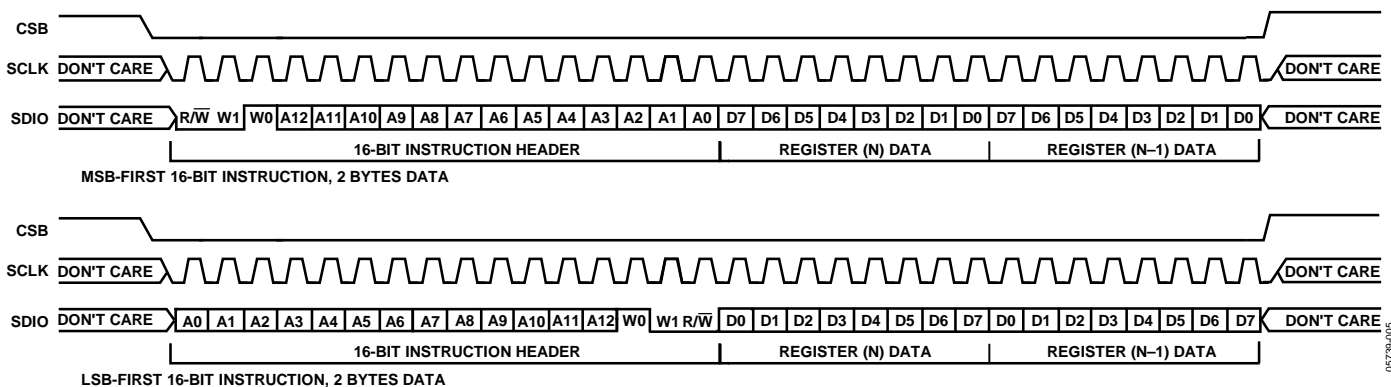 CSB
SCLK DON'T CARE DON'T CARE
SDIO DON'T CARE R/W̅ W1 W0 A12 A11 A10 A9 A8 A7 A6 A5 A4 A3 A2 A1 A0 D7 D6 D5 D4 D3 D2 D1 D0 D7 D6 D5 D4 D3 D2 D1 D0 DON'T CARE
16-BIT INSTRUCTION HEADER REGISTER (N) DATA REGISTER (N–1) DATA
MSB-FIRST 16-BIT INSTRUCTION, 2 BYTES DATA
CSB
SCLK DON'T CARE DON'T CARE
SDIO DON'T CARE A0 A1 A2 A3 A4 A5 A6 A7 A8 A9 A10 A11 A12 W0 W1 R/W̅ D0 D1 D2 D3 D4 D5 D6 D7 D0 D1 D2 D3 D4 D5 D6 D7 DON'T CARE
16-BIT INSTRUCTION HEADER REGISTER (N) DATA REGISTER (N–1) DATA
LSB-FIRST 16-BIT INSTRUCTION, 2 BYTES DATA
05739-005